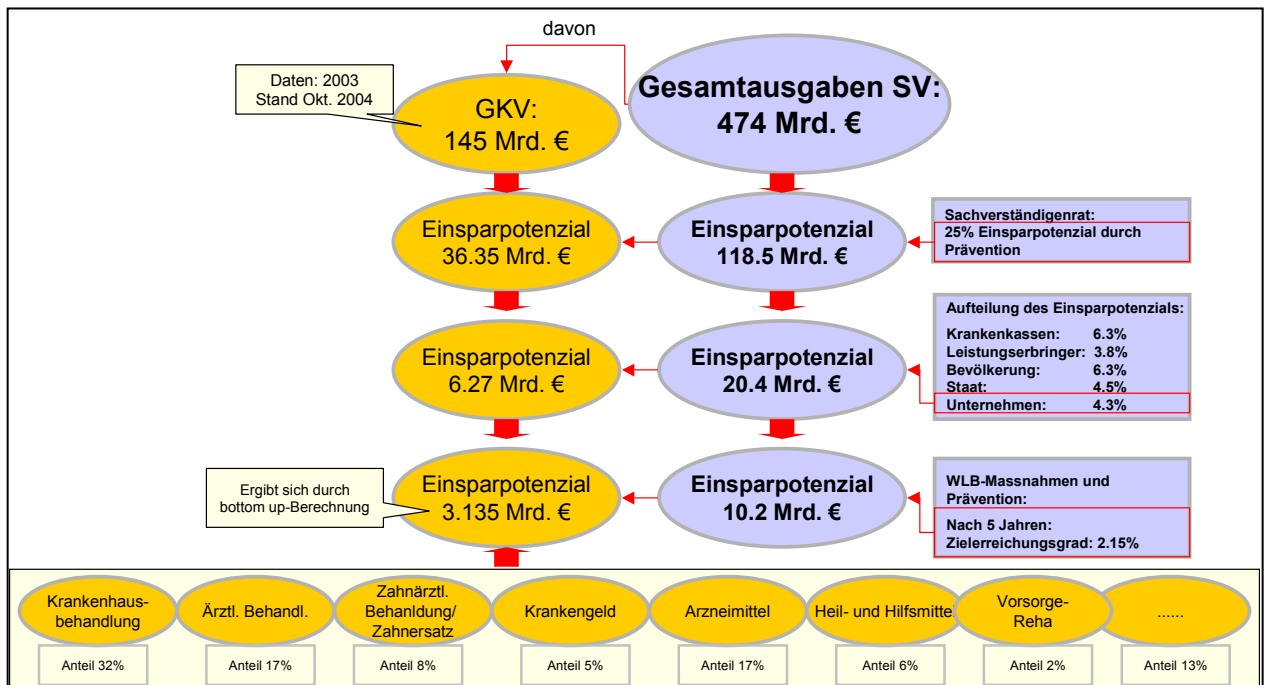 davon
Daten: 2003
Stand Okt. 2004
GKV:
145 Mrd. €
Gesamtausgaben SV:
474 Mrd. €
Einsparpotenzial
36.35 Mrd. €
Einsparpotenzial
118.5 Mrd. €
Sachverständigenrat:
25% Einsparpotenzial durch
Prävention
Einsparpotenzial
6.27 Mrd. €
Einsparpotenzial
20.4 Mrd. €
Aufteilung des Einsparpotenzials:
Krankenkassen: 6.3%
Leistungserbringer: 3.8%
Bevölkerung: 6.3%
Staat: 4.5%
Unternehmen: 4.3%
Ergibt sich durch
bottom up-Berechnung
Einsparpotenzial
3.135 Mrd. €
Einsparpotenzial
10.2 Mrd. €
WLB-Massnahmen und
Prävention:
Nach 5 Jahren:
Zielerreichungsgrad: 2.15%
Krankenhaus-
behandlung
Anteil 32%
Ärztl. Behandl.
Anteil 17%
Zahnärztl.
Behanldung/
Zahnersatz
Anteil 8%
Krankengeld
Anteil 5%
Arzneimittel
Anteil 17%
Heil- und Hilfsmittel
Anteil 6%
Vorsorge-
Reha
Anteil 2%
......
Anteil 13%